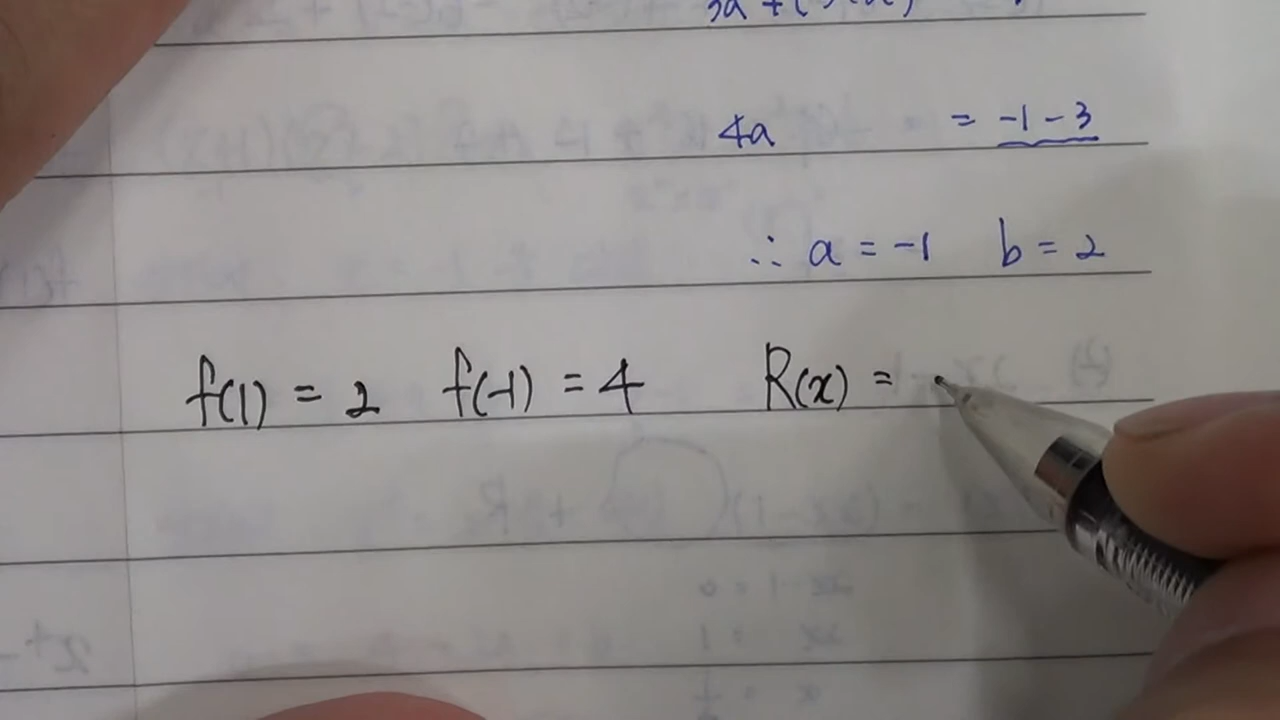 4a = -1 - 3
∴ a = -1 b = 2
f(1) = 2 f(-1) = 4 R(x) =